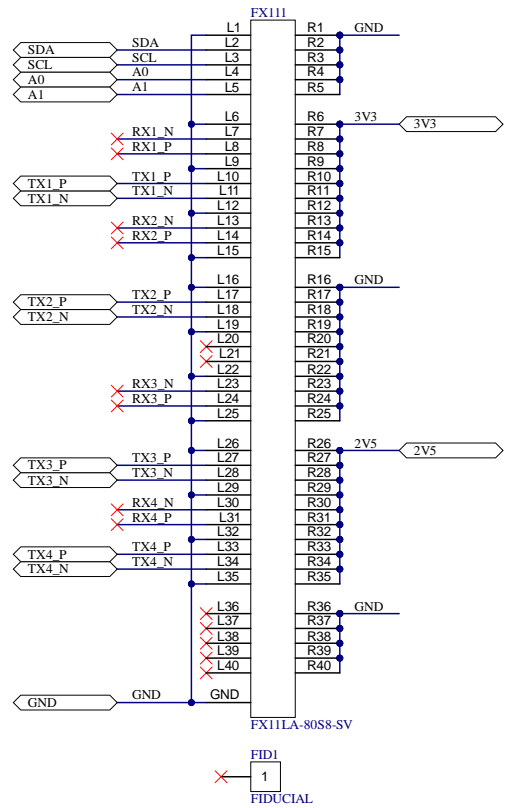 FX111
L1 R1 GND
SDA SDA L2 R2
SCL SCL L3 R3
A0 A0 L4 R4
A1 A1 L5 R5
L6 R6 3V3 3V3
RX1_N L7 R7
RX1_P L8 R8
L9 R9
TX1_P TX1_P L10 R10
TX1_N TX1_N L11 R11
L12 R12
RX2_N L13 R13
RX2_P L14 R14
L15 R15
L16 R16 GND
TX2_P TX2_P L17 R17
TX2_N TX2_N L18 R18
L19 R19
L20 R20
L21 R21
L22 R22
RX3_N L23 R23
RX3_P L24 R24
L25 R25
L26 R26 2V5 2V5
TX3_P TX3_P L27 R27
TX3_N TX3_N L28 R28
L29 R29
RX4_N L30 R30
RX4_P L31 R31
L32 R32
TX4_P TX4_P L33 R33
TX4_N TX4_N L34 R34
L35 R35
L36 R36 GND
L37 R37
L38 R38
L39 R39
L40 R40
GND GND GND
FX11LA-80S8-SV
FID1
1
FIDUCIAL